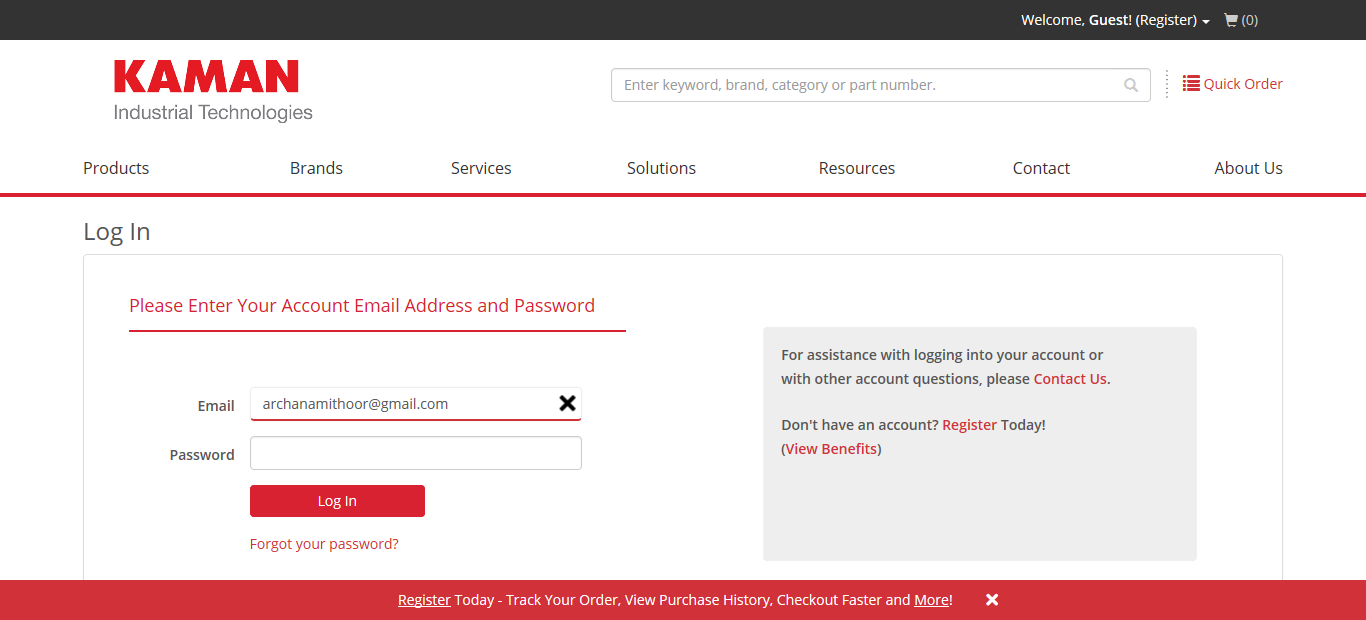 Welcome, Guest! (Register) (0)
KAMAN
Industrial Technologies
Enter keyword, brand, category or part number.
Quick Order
Products Brands Services Solutions Resources Contact About Us
Log In
Please Enter Your Account Email Address and Password
For assistance with logging into your account or
with other account questions, please Contact Us.
Don't have an account? Register Today!
(View Benefits)
Email archanamithoor@gmail.com
Password
Log In
Forgot your password?
Register Today - Track Your Order, View Purchase History, Checkout Faster and More!